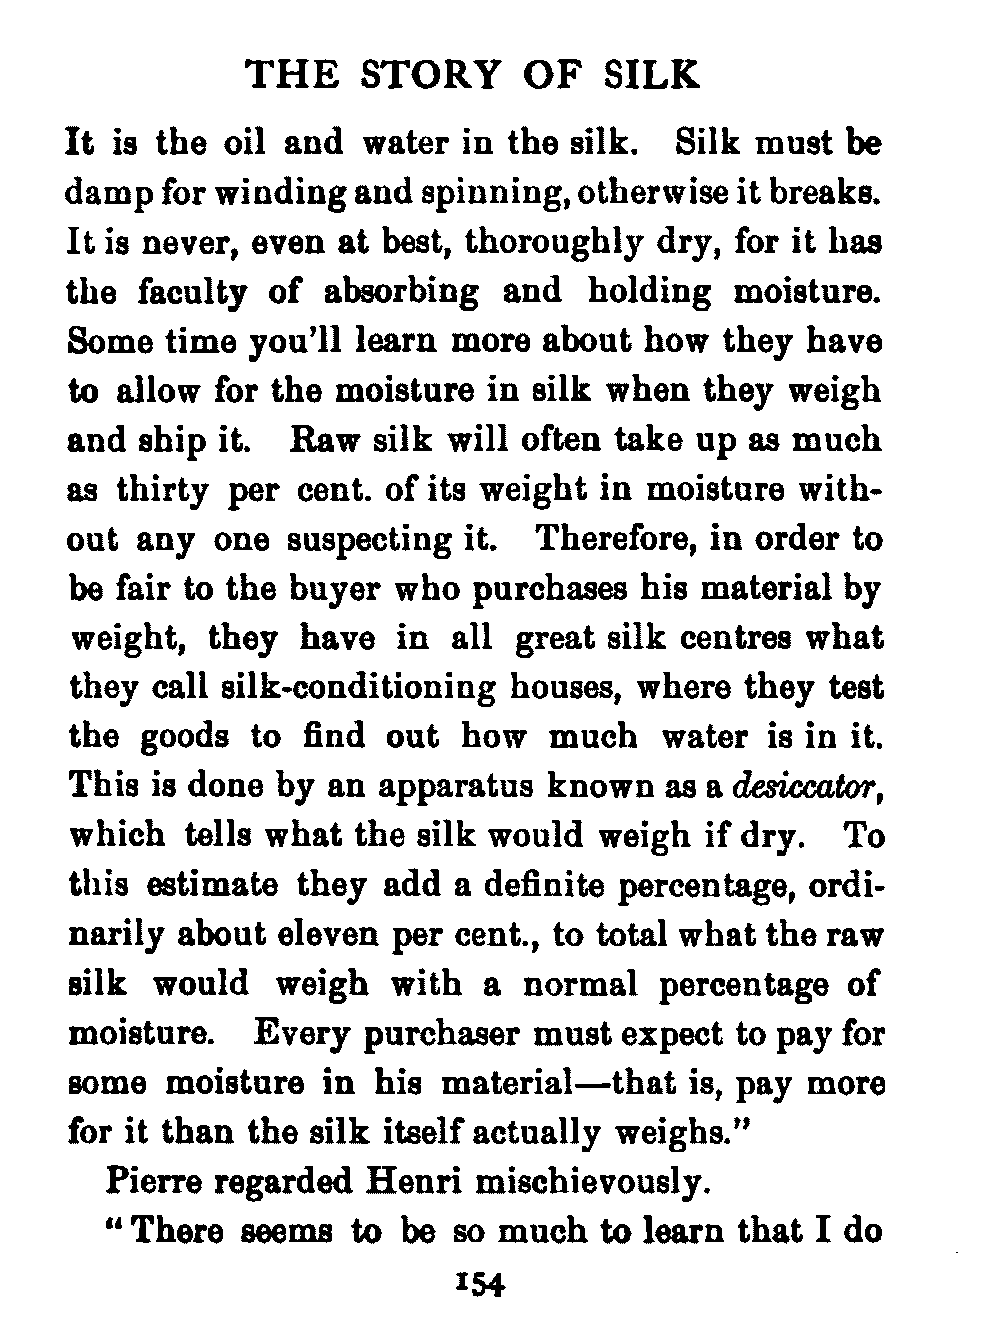 THE STORY OF SILK
It is the oil and water in the silk. Silk must be
damp for winding and spinning, otherwise it breaks.
It is never, even at best, thoroughly dry, for it has
the faculty of absorbing and holding moisture.
Some time you'll learn more about how they have
to allow for the moisture in silk when they weigh
and ship it. Raw silk will often take up as much
as thirty per cent. of its weight in moisture with-
out any one suspecting it. Therefore, in order to
be fair to the buyer who purchases his material by
weight, they have in all great silk centres what
they call silk-conditioning houses, where they test
the goods to find out how much water is in it.
This is done by an apparatus known as a desiccator,
which tells what the silk would weigh if dry. To
this estimate they add a definite percentage, ordi-
narily about eleven per cent., to total what the raw
silk would weigh with a normal percentage of
moisture. Every purchaser must expect to pay for
some moisture in his material—that is, pay more
for it than the silk itself actually weighs."
Pierre regarded Henri mischievously.
"There seems to be so much to learn that I do
154